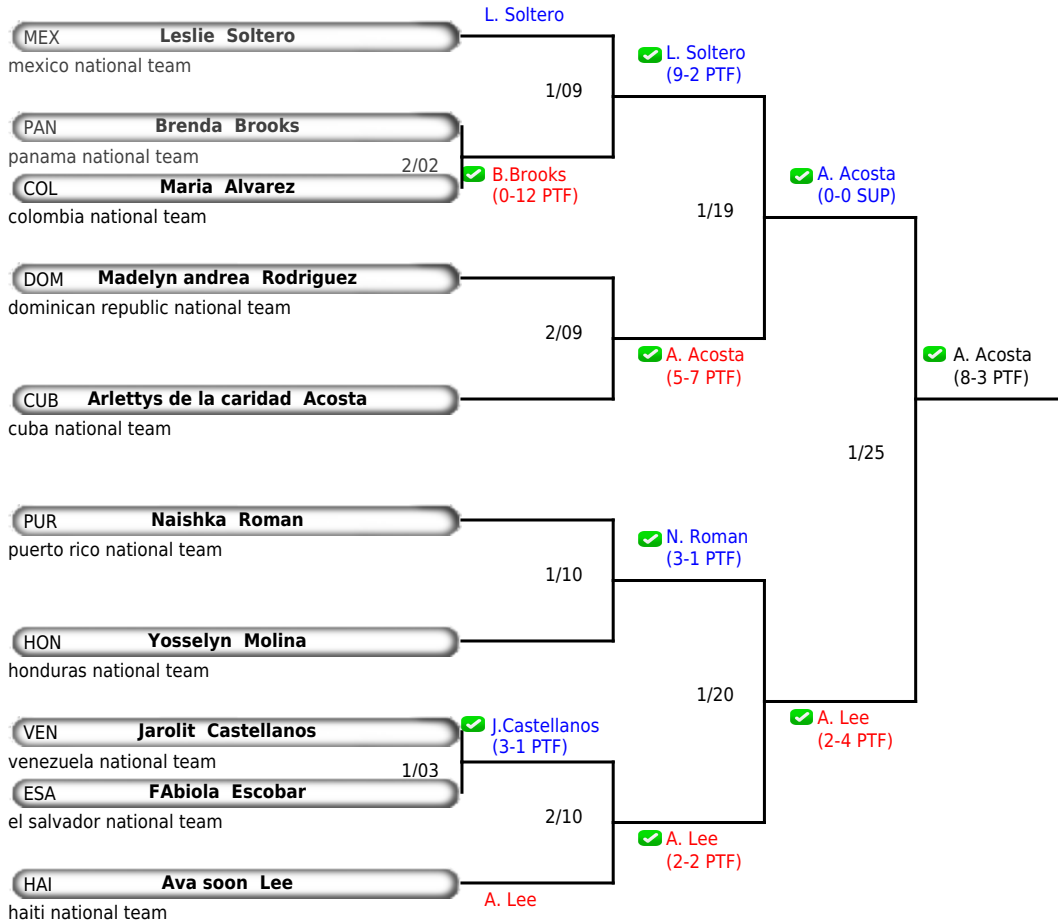 L. Soltero
MEX Leslie Soltero
mexico national team
L. Soltero
(9-2 PTF)
1/09
PAN Brenda Brooks
panama national team
2/02
B.Brooks
(0-12 PTF)
COL Maria Alvarez
colombia national team
A. Acosta
(0-0 SUP)
1/19
DOM Madelyn andrea Rodriguez
dominican republic national team
2/09
A. Acosta
(5-7 PTF)
A. Acosta
(8-3 PTF)
CUB Arlettys de la caridad Acosta
cuba national team
1/25
PUR Naishka Roman
puerto rico national team
N. Roman
(3-1 PTF)
1/10
HON Yosselyn Molina
honduras national team
1/20
VEN Jarolit Castellanos
venezuela national team
J.Castellanos
(3-1 PTF)
A. Lee
(2-4 PTF)
1/03
ESA FAbiola Escobar
el salvador national team
2/10
A. Lee
(2-2 PTF)
HAI Ava soon Lee
haiti national team
A. Lee